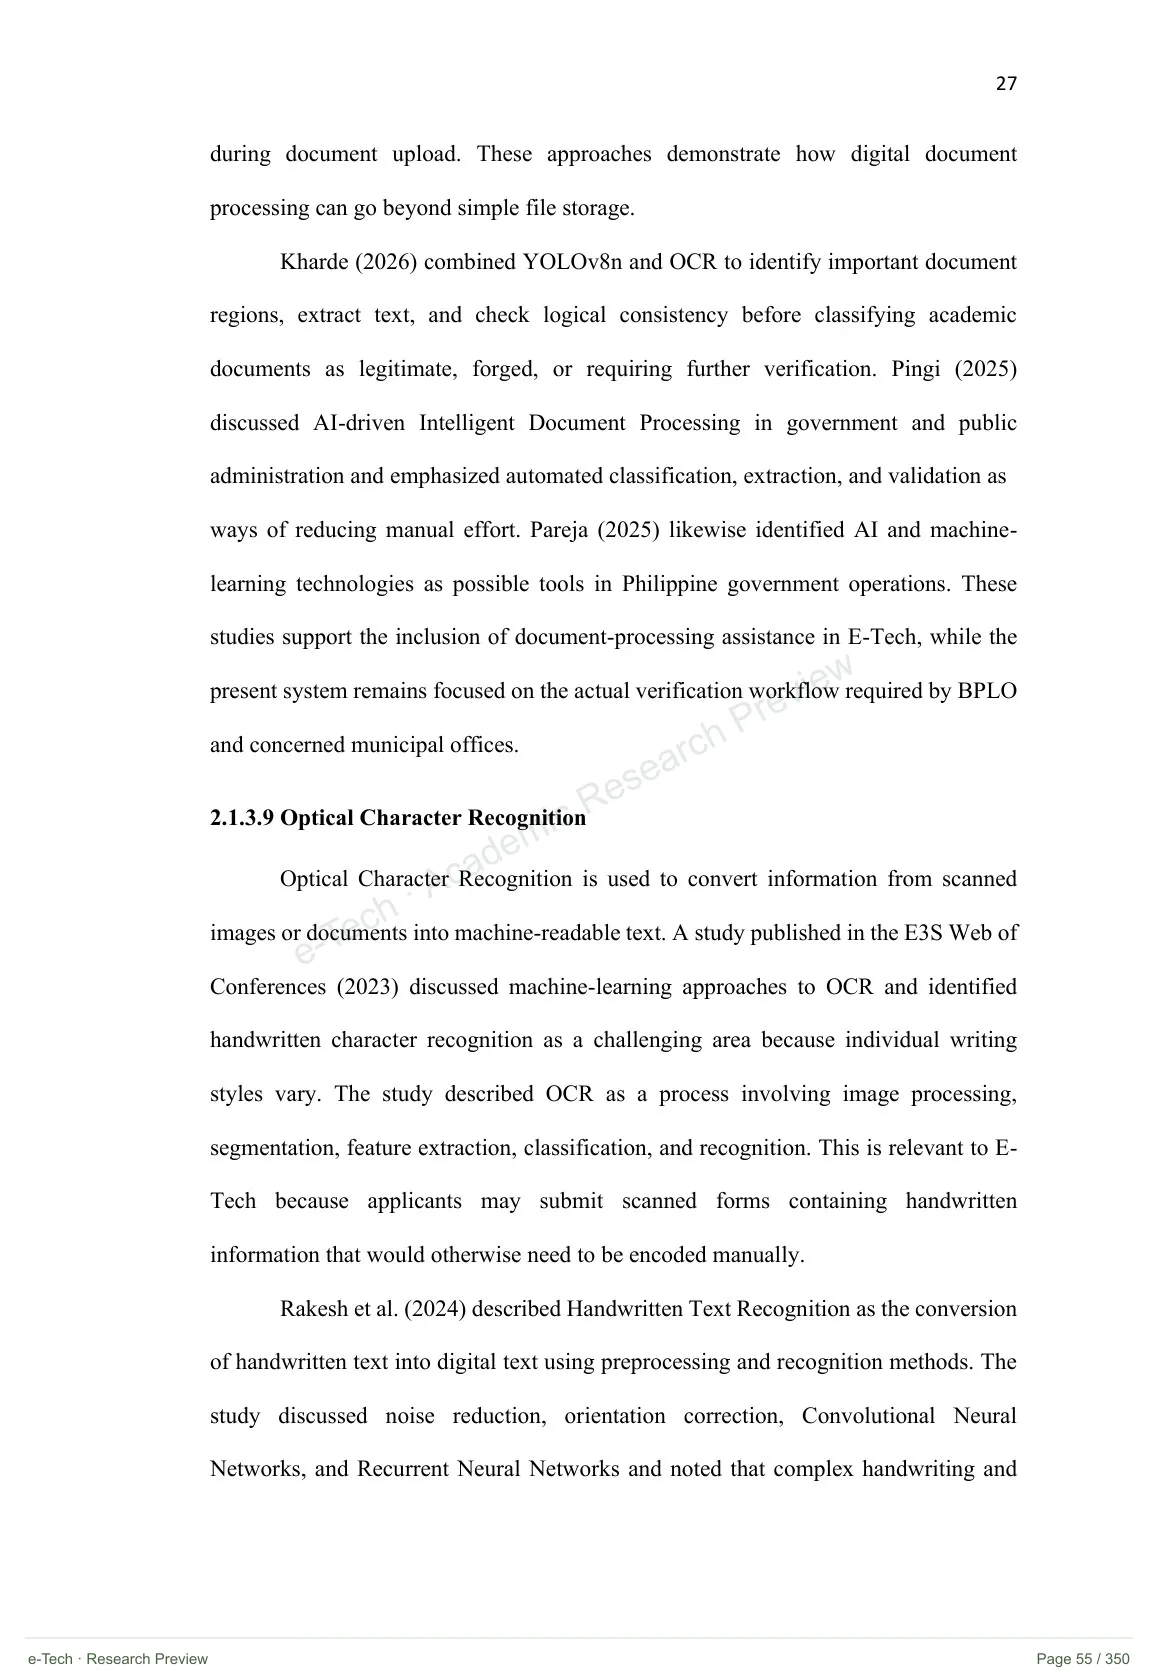 27
during document upload. These approaches demonstrate how digital document
processing can go beyond simple file storage.
Kharde (2026) combined YOLOv8n and OCR to identify important document
regions, extract text, and check logical consistency before classifying academic
documents as legitimate, forged, or requiring further verification. Pingi (2025)
discussed AI-driven Intelligent Document Processing in government and public
administration and emphasized automated classification, extraction, and validation as
ways of reducing manual effort. Pareja (2025) likewise identified AI and machine-
learning technologies as possible tools in Philippine government operations. These
studies support the inclusion of document-processing assistance in E-Tech, while the
present system remains focused on the actual verification workflow required by BPLO
and concerned municipal offices.
2.1.3.9 Optical Character Recognition
Optical Character Recognition is used to convert information from scanned
images or documents into machine-readable text. A study published in the E3S Web of
Conferences (2023) discussed machine-learning approaches to OCR and identified
handwritten character recognition as a challenging area because individual writing
styles vary. The study described OCR as a process involving image processing,
segmentation, feature extraction, classification, and recognition. This is relevant to E-
Tech because applicants may submit scanned forms containing handwritten
information that would otherwise need to be encoded manually.
Rakesh et al. (2024) described Handwritten Text Recognition as the conversion
of handwritten text into digital text using preprocessing and recognition methods. The
study discussed noise reduction, orientation correction, Convolutional Neural
Networks, and Recurrent Neural Networks and noted that complex handwriting and
e-Tech · Academic Research Preview
e-Tech · Research Preview
Page 55 / 350